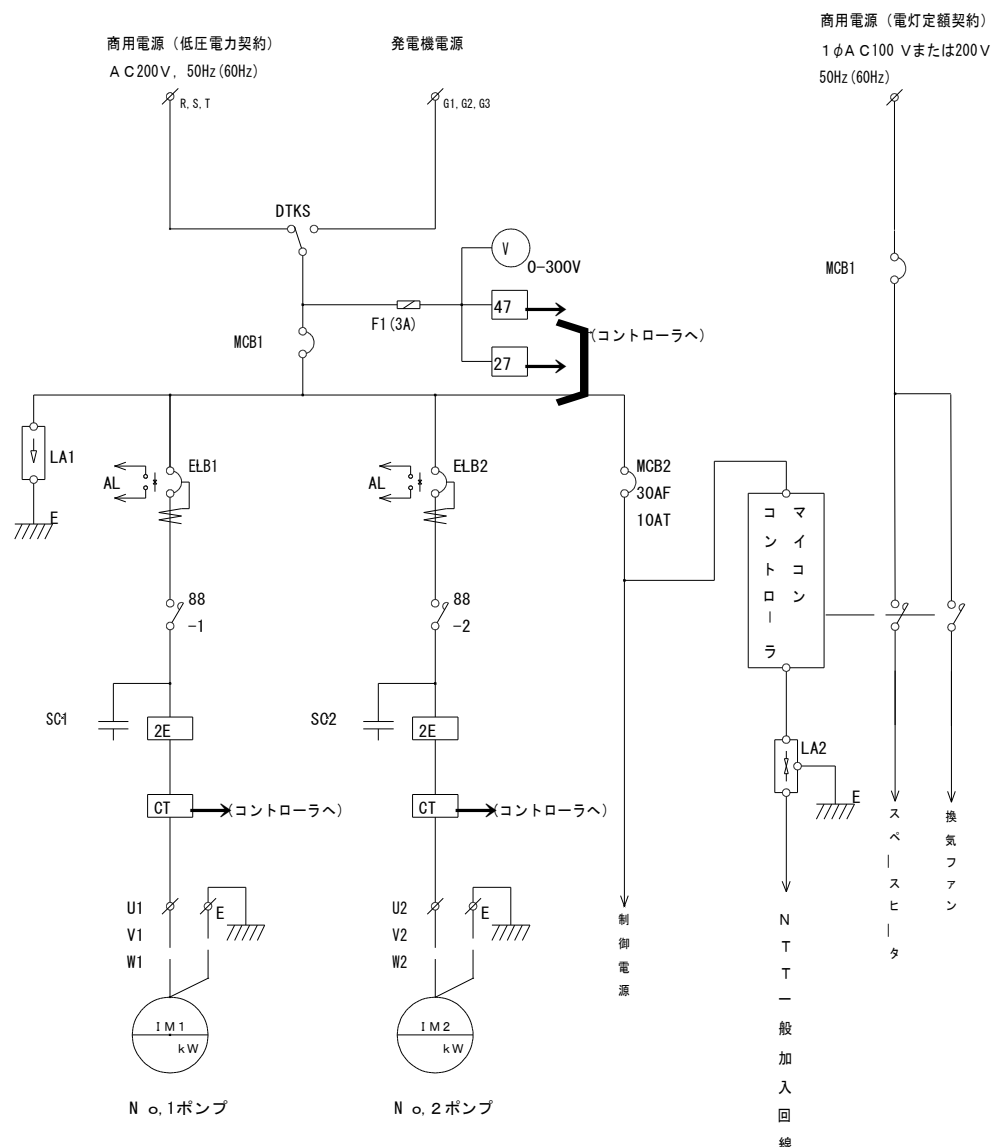 商用電源（低圧電力契約）
ＡＣ200Ｖ, 50Hz(60Hz)
R,S,T
発電機電源
G1,G2,G3
商用電源（電灯定額契約）
１φＡＣ100 Vまたは200Ｖ
50Hz(60Hz)
DTKS
V
0-300V
MCB1
47
F1(3A)
(コントローラへ)
MCB1
27
LA1
E
AL
ELB1
AL
ELB2
MCB2
30AF
10AT
マイコン
コントローラ
88
-1
88
-2
SC1
2E
SC2
2E
LA2
E
CT
(コントローラへ)
CT
(コントローラへ)
スペースヒータ
換気ファン
U1
V1
W1
E
U2
V2
W2
E
制御電源
ＮＴＴ一般加入回線
ＩＭ1
kＷ
ＩＭ2
kＷ
Ｎｏ,1ポンプ
Ｎｏ,２ポンプ